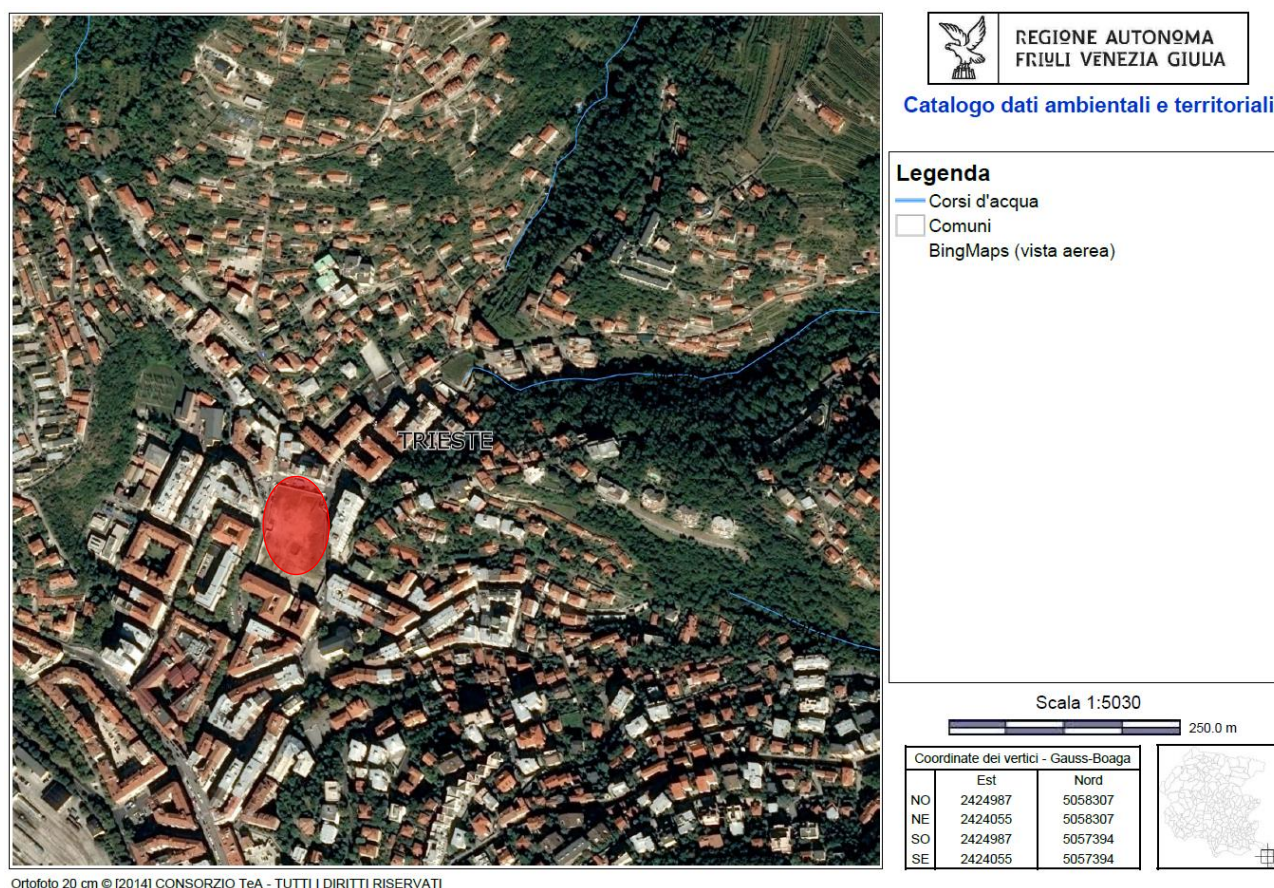 TRIESTE
REGIONE AUTONOMA
FRIULI VENEZIA GIULIA
Catalogo dati ambientali e territoriali
Legenda
Corsi d'acqua
Comuni
BingMaps (vista aerea)
Scala 1:5030
250.0 m
Coordinate dei vertici - Gauss-Boaga
Est Nord
NO 2424987 5058307
NE 2424055 5058307
SO 2424987 5057394
SE 2424055 5057394
Ortofoto 20 cm © [2014] CONSORZIO TeA - TUTTI I DIRITTI RISERVATI